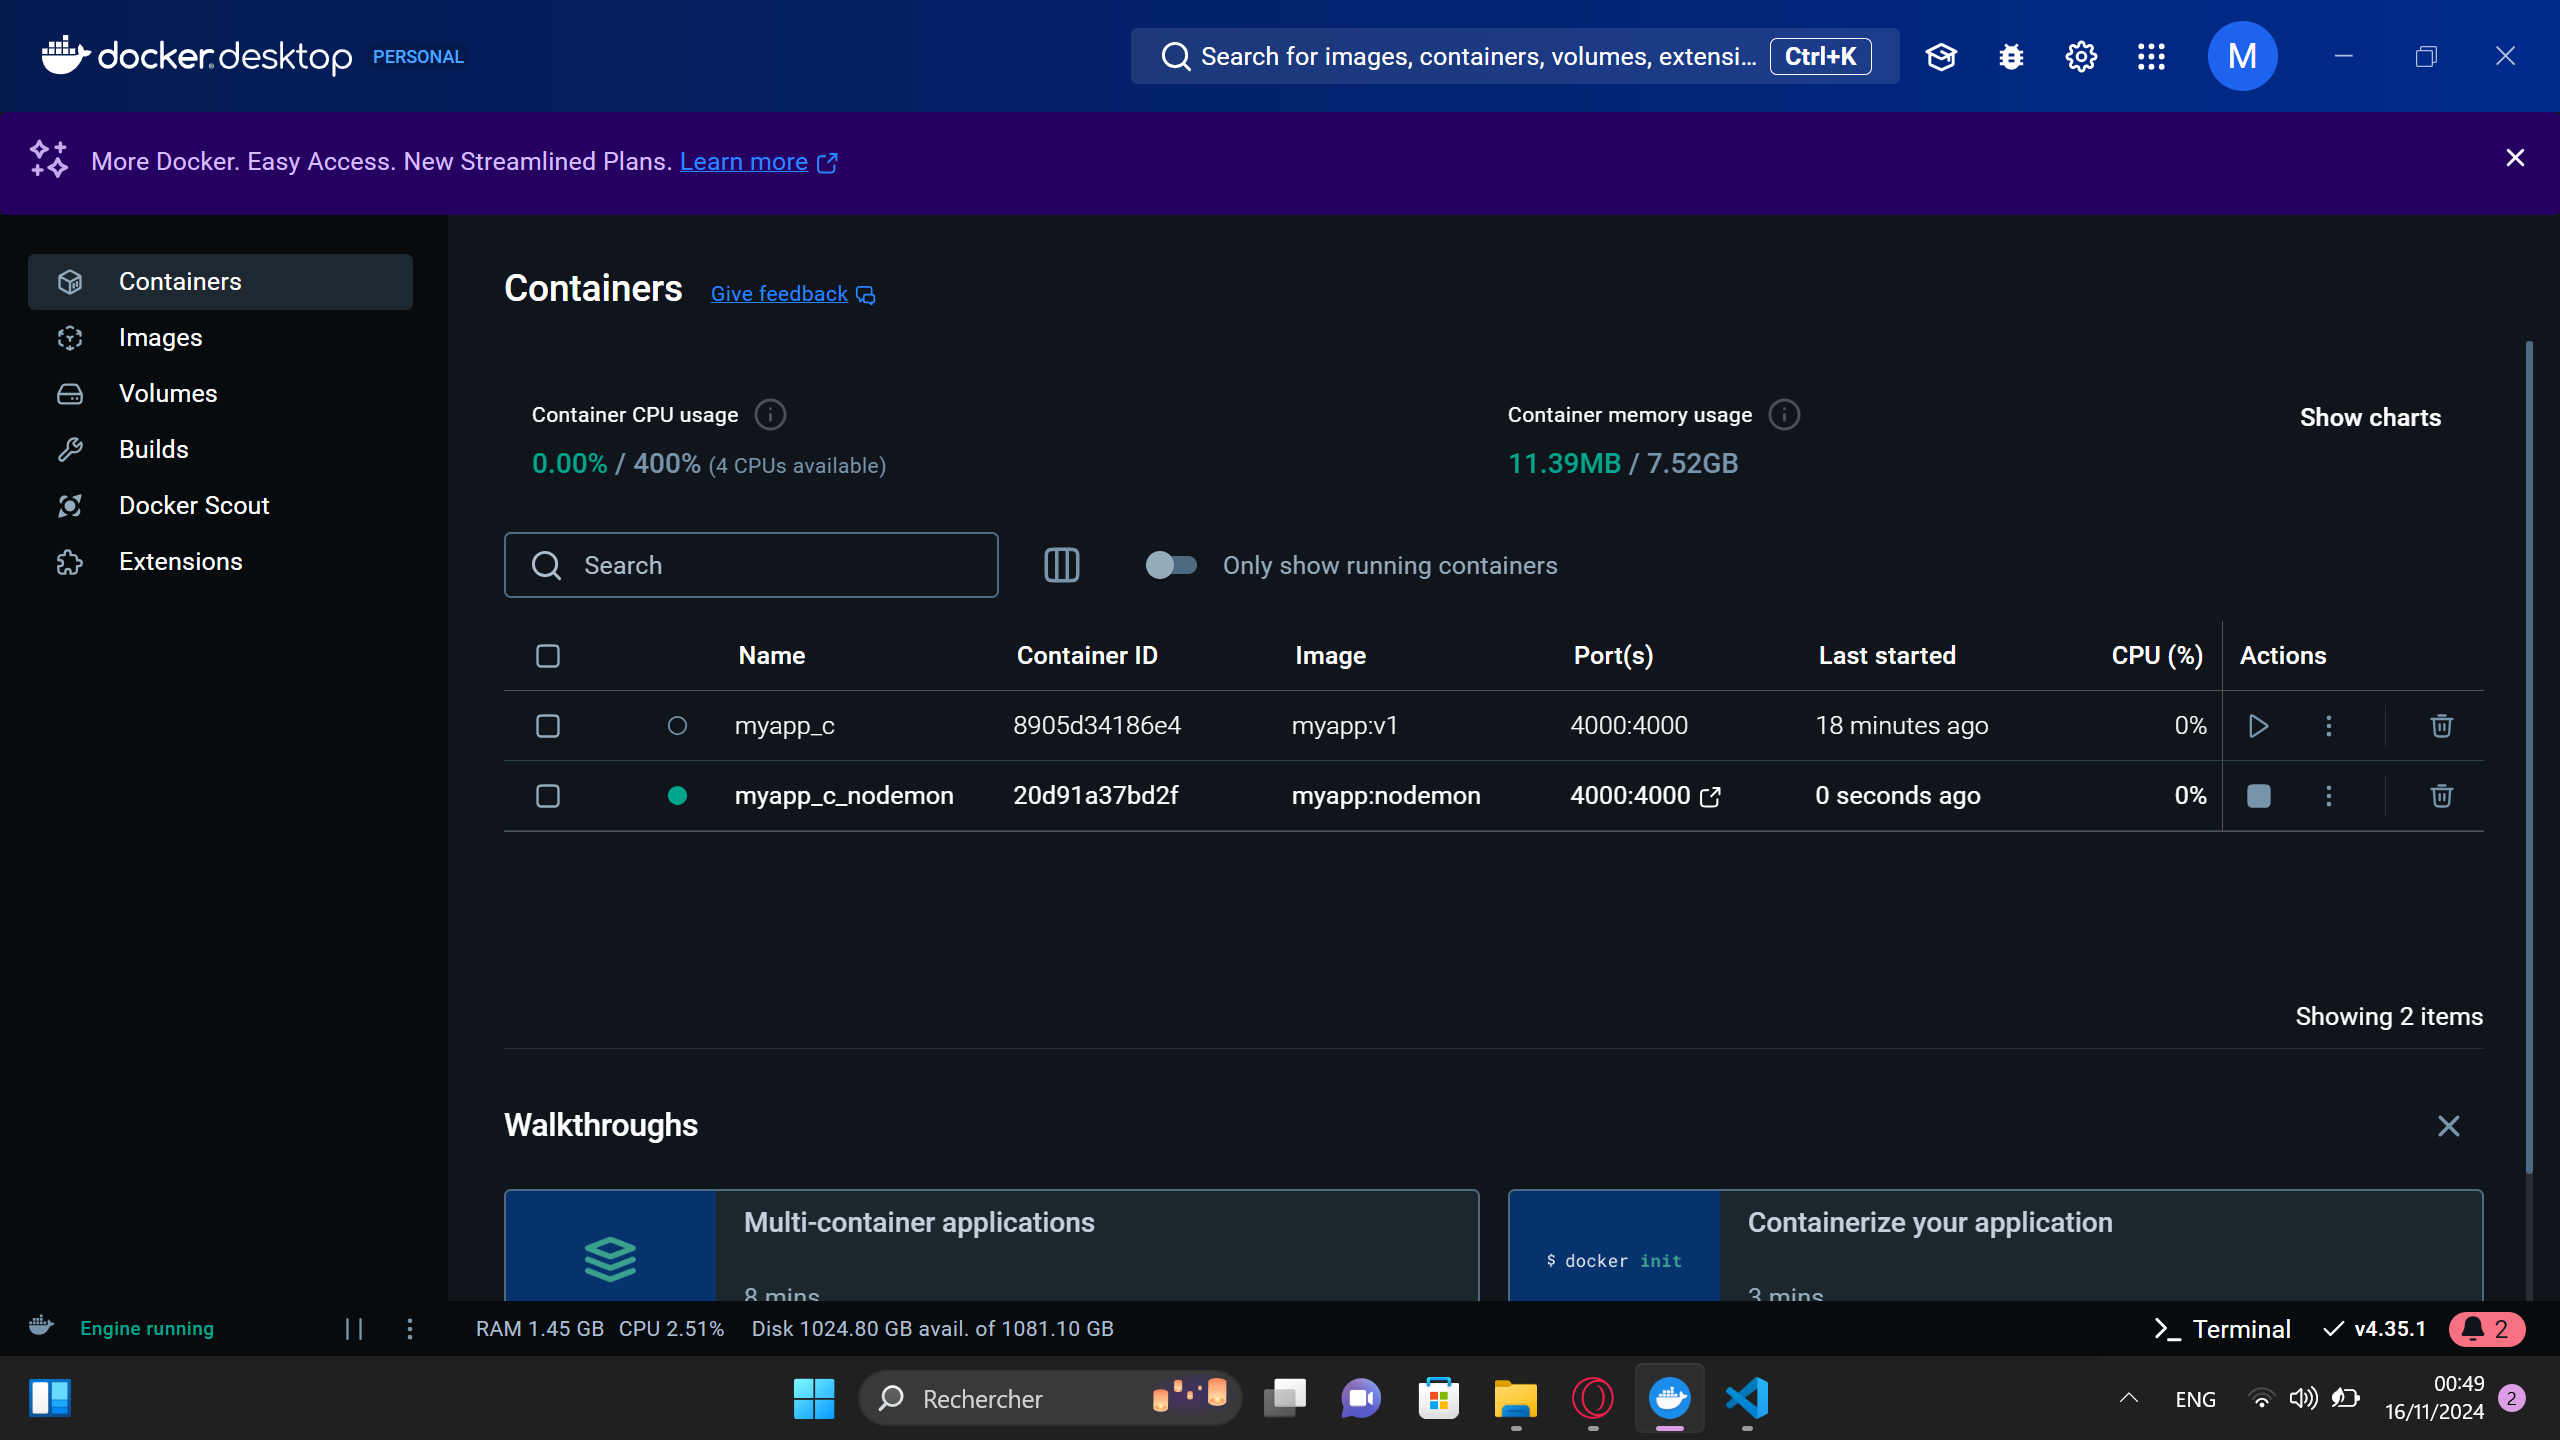 docker desktop PERSONAL
Search for images, containers, volumes, extensi... Ctrl+K
M
More Docker. Easy Access. New Streamlined Plans. Learn more
Containers
Images
Volumes
Builds
Docker Scout
Extensions
Containers Give feedback
Container CPU usage
0.00% / 400% (4 CPUs available)
Container memory usage
11.39MB / 7.52GB
Show charts
Search
Only show running containers
Name Container ID Image Port(s) Last started CPU (%) Actions
myapp_c 8905d34186e4 myapp:v1 4000:4000 18 minutes ago 0%
myapp_c_nodemon 20d91a37bd2f myapp:nodemon 4000:4000 0 seconds ago 0%
Showing 2 items
Walkthroughs
Multi-container applications
8 mins
$ docker init
Containerize your application
3 mins
Engine running
RAM 1.45 GB CPU 2.51% Disk 1024.80 GB avail. of 1081.10 GB
Terminal
v4.35.1
2
Rechercher
ENG
00:49
16/11/2024
2